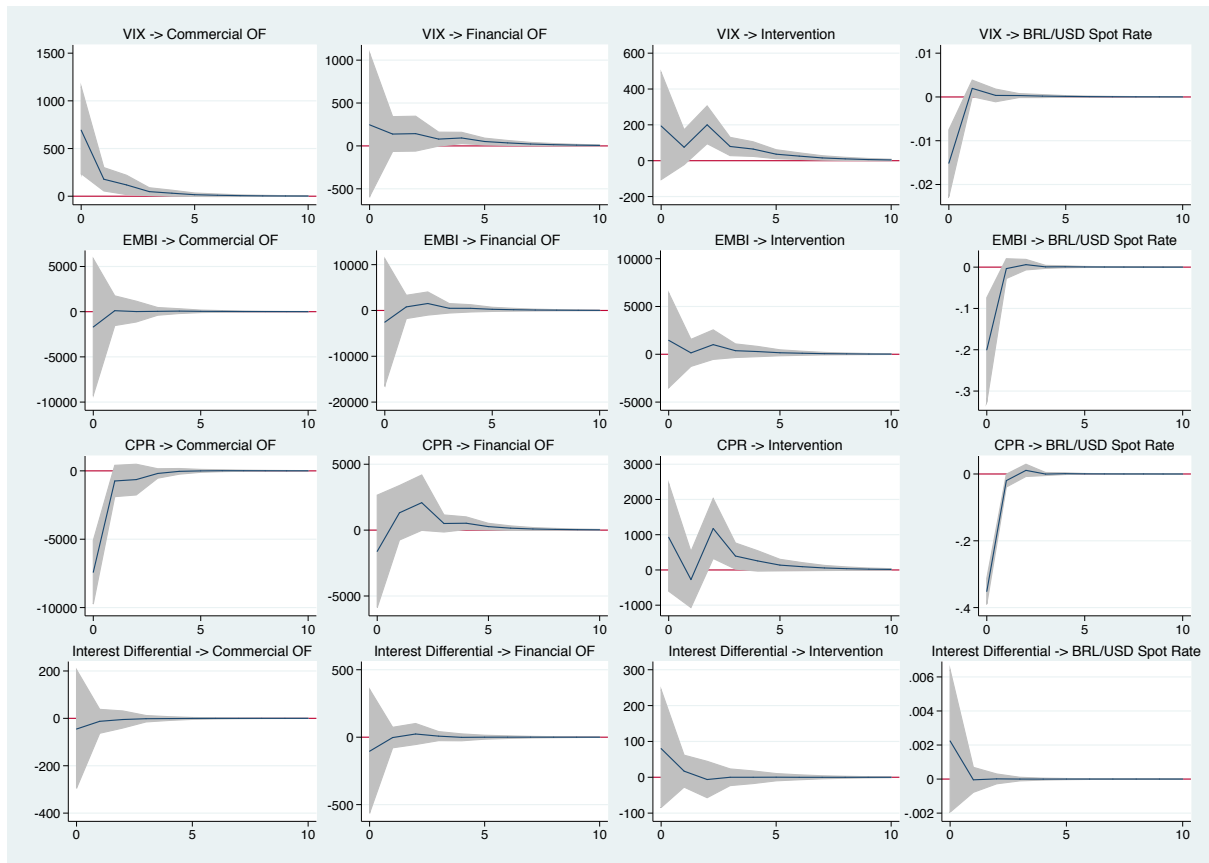 VIX -> Commercial OF
1500
1000
500
0
0 5 10
VIX -> Financial OF
1000
500
0
-500
0 5 10
VIX -> Intervention
600
400
200
0
-200
0 5 10
VIX -> BRL/USD Spot Rate
.01
0
-.01
-.02
0 5 10
EMBI -> Commercial OF
5000
0
-5000
-10000
0 5 10
EMBI -> Financial OF
10000
0
-10000
-20000
0 5 10
EMBI -> Intervention
10000
5000
0
-5000
0 5 10
EMBI -> BRL/USD Spot Rate
0
-.1
-.2
-.3
0 5 10
CPR -> Commercial OF
0
-5000
-10000
0 5 10
CPR -> Financial OF
5000
0
-5000
0 5 10
CPR -> Intervention
3000
2000
1000
0
-1000
0 5 10
CPR -> BRL/USD Spot Rate
0
-.2
-.4
0 5 10
Interest Differential -> Commercial OF
200
0
-200
-400
0 5 10
Interest Differential -> Financial OF
500
0
-500
0 5 10
Interest Differential -> Intervention
300
200
100
0
-100
0 5 10
Interest Differential -> BRL/USD Spot Rate
.006
.004
.002
0
-.002
0 5 10